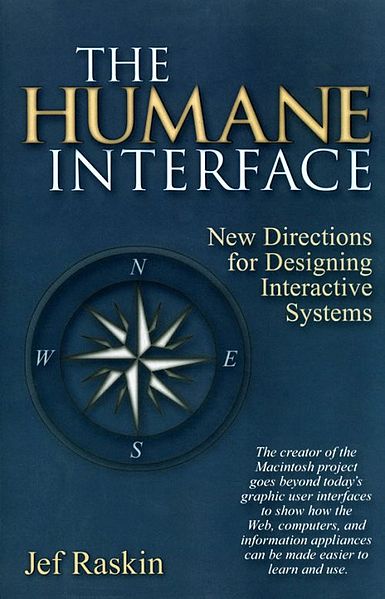 THE
HUMANE
INTERFACE
New Directions
for Designing
Interactive
Systems
N
W
E
S
The creator of the
Macintosh project
goes beyond today's
graphic user interfaces
to show how the
Web, computers, and
information appliances
can be made easier to
learn and use.
Jef Raskin